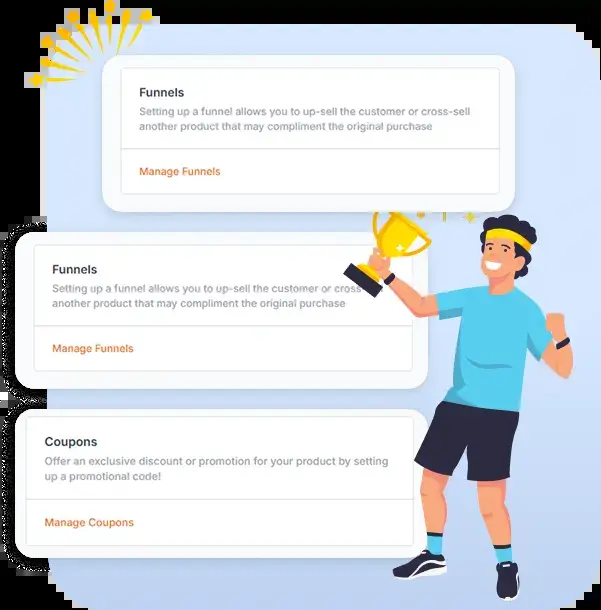 Funnels
Setting up a funnel allows you to up-sell the customer or cross-sell
another product that may compliment the original purchase
Manage Funnels
Funnels
Setting up a funnel allows you to up-sell the customer or cross
another product that may compliment the original purchase
Manage Funnels
Coupons
Offer an exclusive discount or promotion for your product by setting
up a promotional code!
Manage Coupons